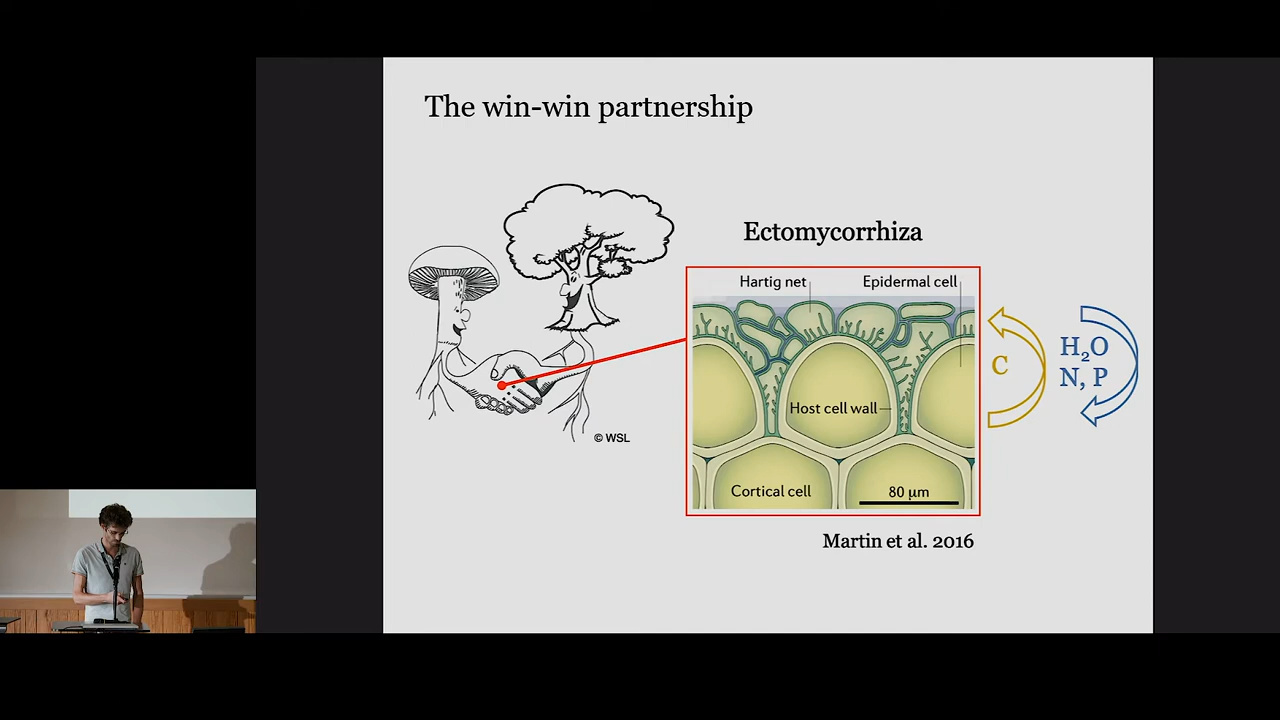 The win-win partnership
Ectomycorrhiza
Hartig net
Epidermal cell
C
H₂O
N, P
Host cell wall
© WSL
Cortical cell
80 µm
Martin et al. 2016